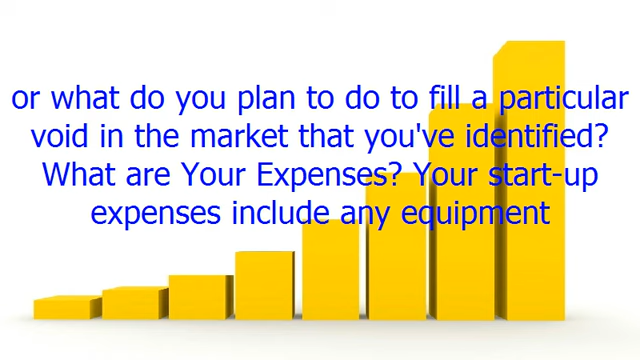 or what do you plan to do to fill a particular
void in the market that you've identified?
What are Your Expenses? Your start-up
expenses include any equipment